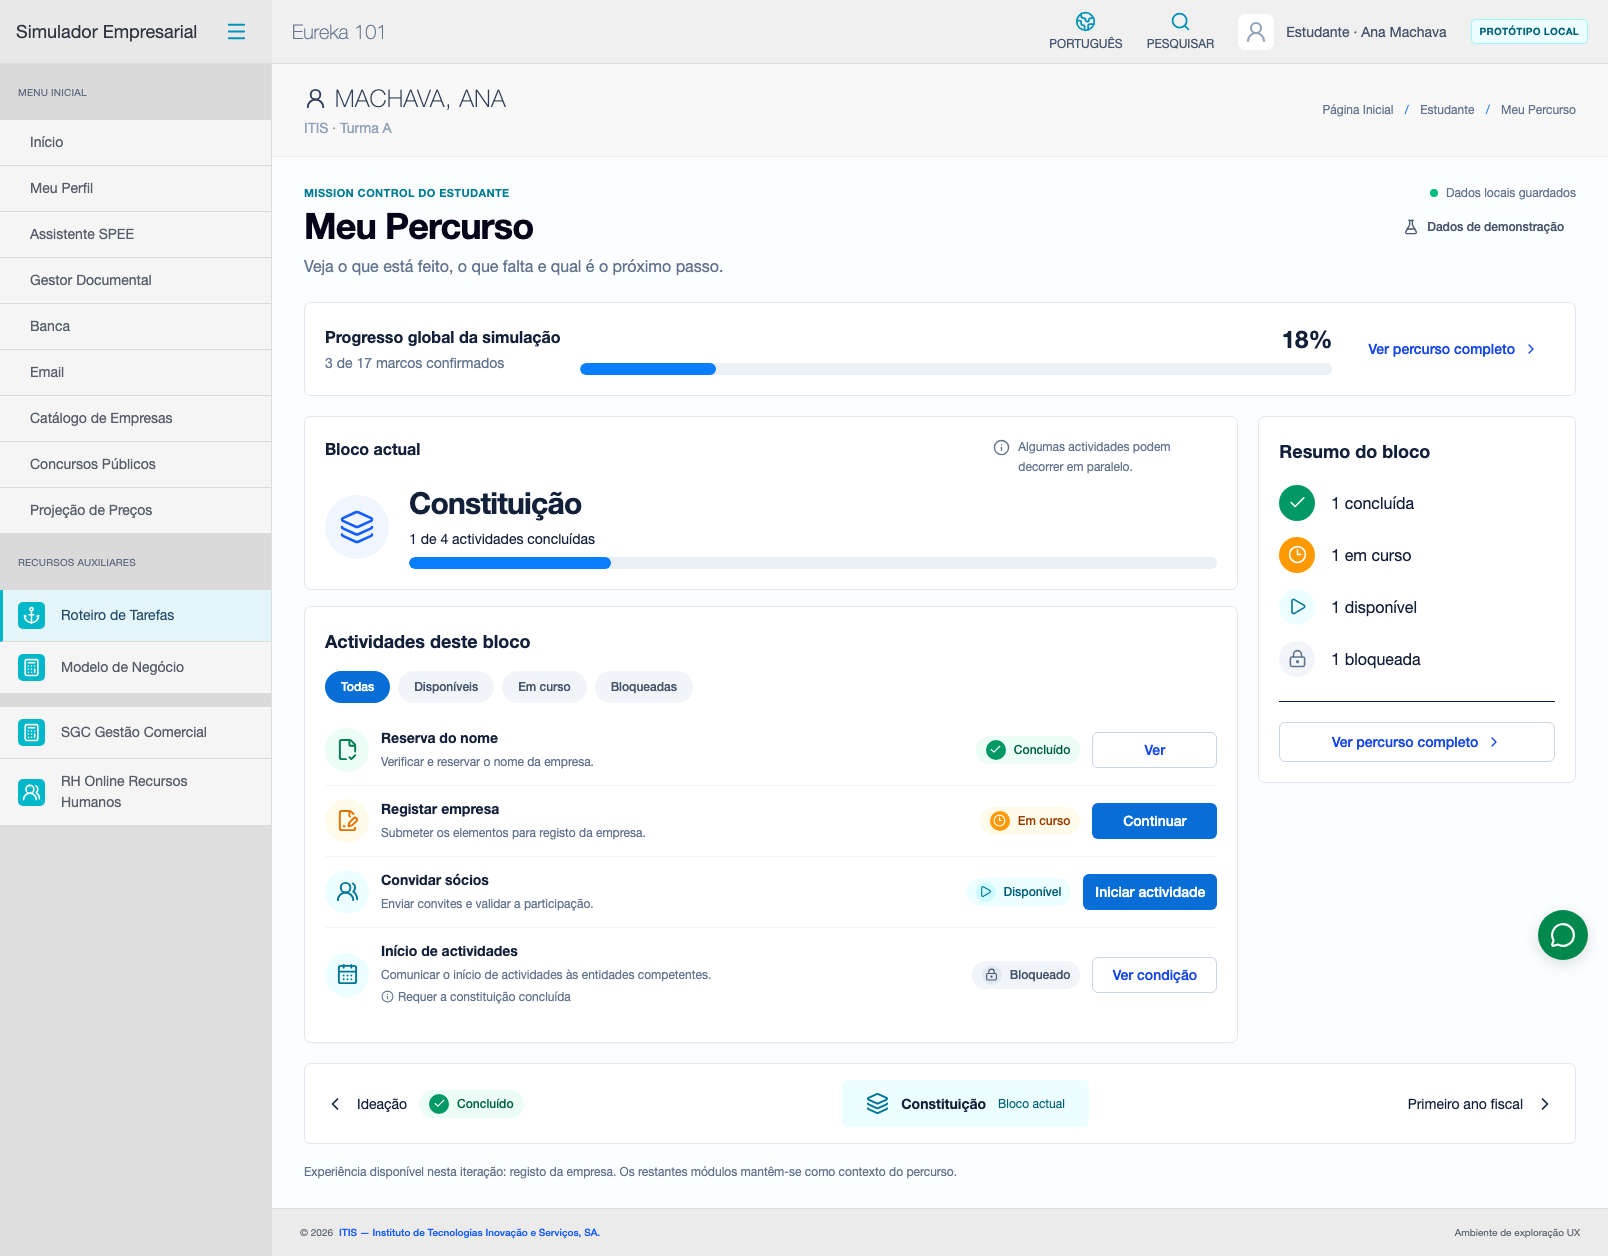 Simulador Empresarial
Eureka 101
PORTUGUÊS
PESQUISAR
Estudante · Ana Machava
PROTÓTIPO LOCAL
MENU INICIAL
Início
Meu Perfil
Assistente SPEE
Gestor Documental
Banca
Email
Catálogo de Empresas
Concursos Públicos
Projeção de Preços
RECURSOS AUXILIARES
Roteiro de Tarefas
Modelo de Negócio
SGC Gestão Comercial
RH Online Recursos
Humanos
MACHAVA, ANA
ITIS · Turma A
Página Inicial / Estudante / Meu Percurso
MISSION CONTROL DO ESTUDANTE
Meu Percurso
Veja o que está feito, o que falta e qual é o próximo passo.
Dados locais guardados
Dados de demonstração
Progresso global da simulação
3 de 17 marcos confirmados
18%
Ver percurso completo
Bloco actual
Algumas actividades podem
decorrer em paralelo.
Constituição
1 de 4 actividades concluídas
Resumo do bloco
1 concluída
1 em curso
1 disponível
1 bloqueada
Ver percurso completo
Actividades deste bloco
Todas
Disponíveis
Em curso
Bloqueadas
Reserva do nome
Verificar e reservar o nome da empresa.
Concluído
Ver
Registar empresa
Submeter os elementos para registo da empresa.
Em curso
Continuar
Convidar sócios
Enviar convites e validar a participação.
Disponível
Iniciar actividade
Início de actividades
Comunicar o início de actividades às entidades competentes.
Requer a constituição concluída
Bloqueado
Ver condição
Ideação
Concluído
Constituição
Bloco actual
Primeiro ano fiscal
Experiência disponível nesta iteração: registo da empresa. Os restantes módulos mantêm-se como contexto do percurso.
© 2026 ITIS — Instituto de Tecnologias Inovação e Serviços, SA.
Ambiente de exploração UX